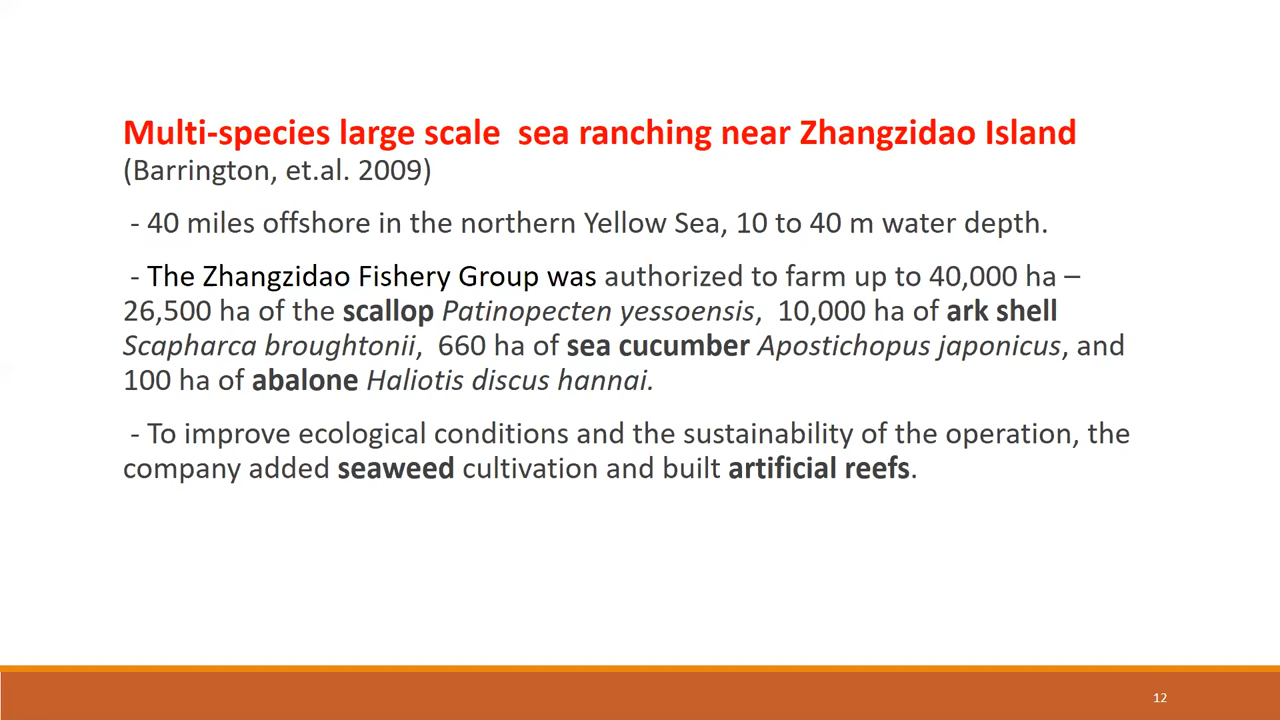 Multi-species large scale  sea ranching near Zhangzidao Island
(Barrington, et.al. 2009)
- 40 miles offshore in the northern Yellow Sea, 10 to 40 m water depth.
- The Zhangzidao Fishery Group was authorized to farm up to 40,000 ha –
26,500 ha of the scallop Patinopecten yessoensis,  10,000 ha of ark shell
Scapharca broughtonii,  660 ha of sea cucumber Apostichopus japonicus, and
100 ha of abalone Haliotis discus hannai.
- To improve ecological conditions and the sustainability of the operation, the
company added seaweed cultivation and built artificial reefs.
12